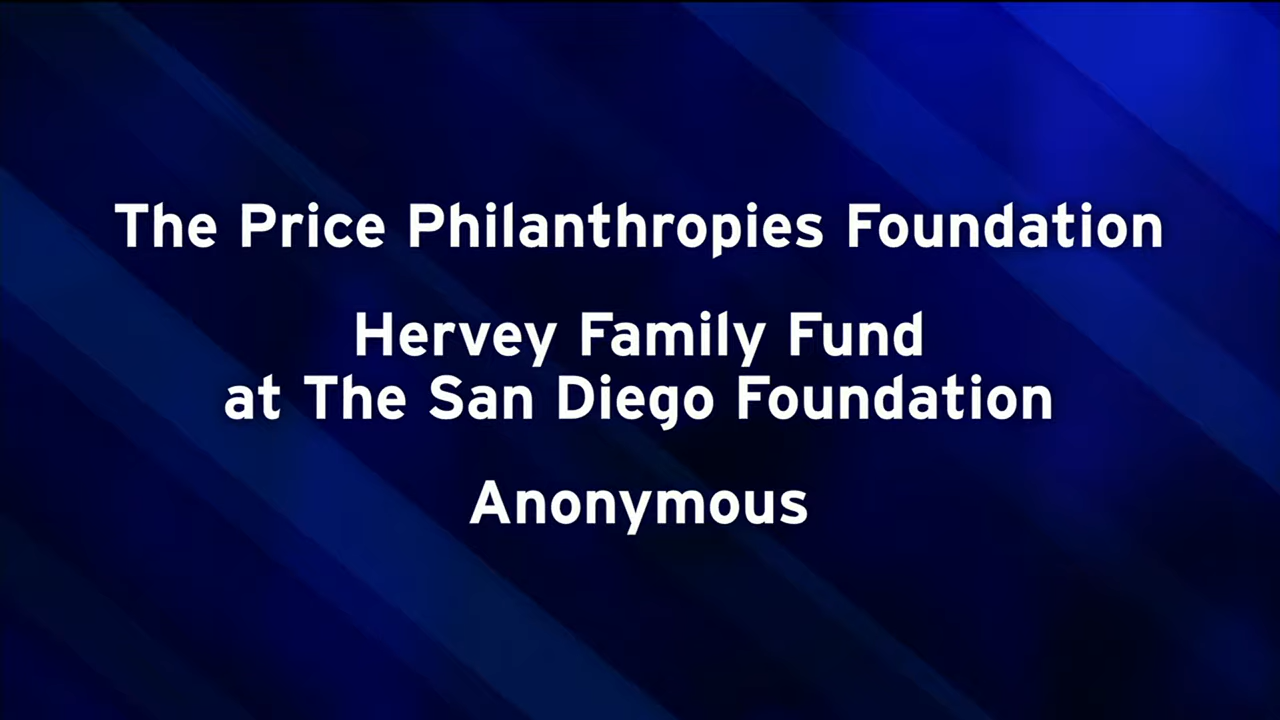 The Price Philanthropies Foundation
Hervey Family Fund
at The San Diego Foundation
Anonymous